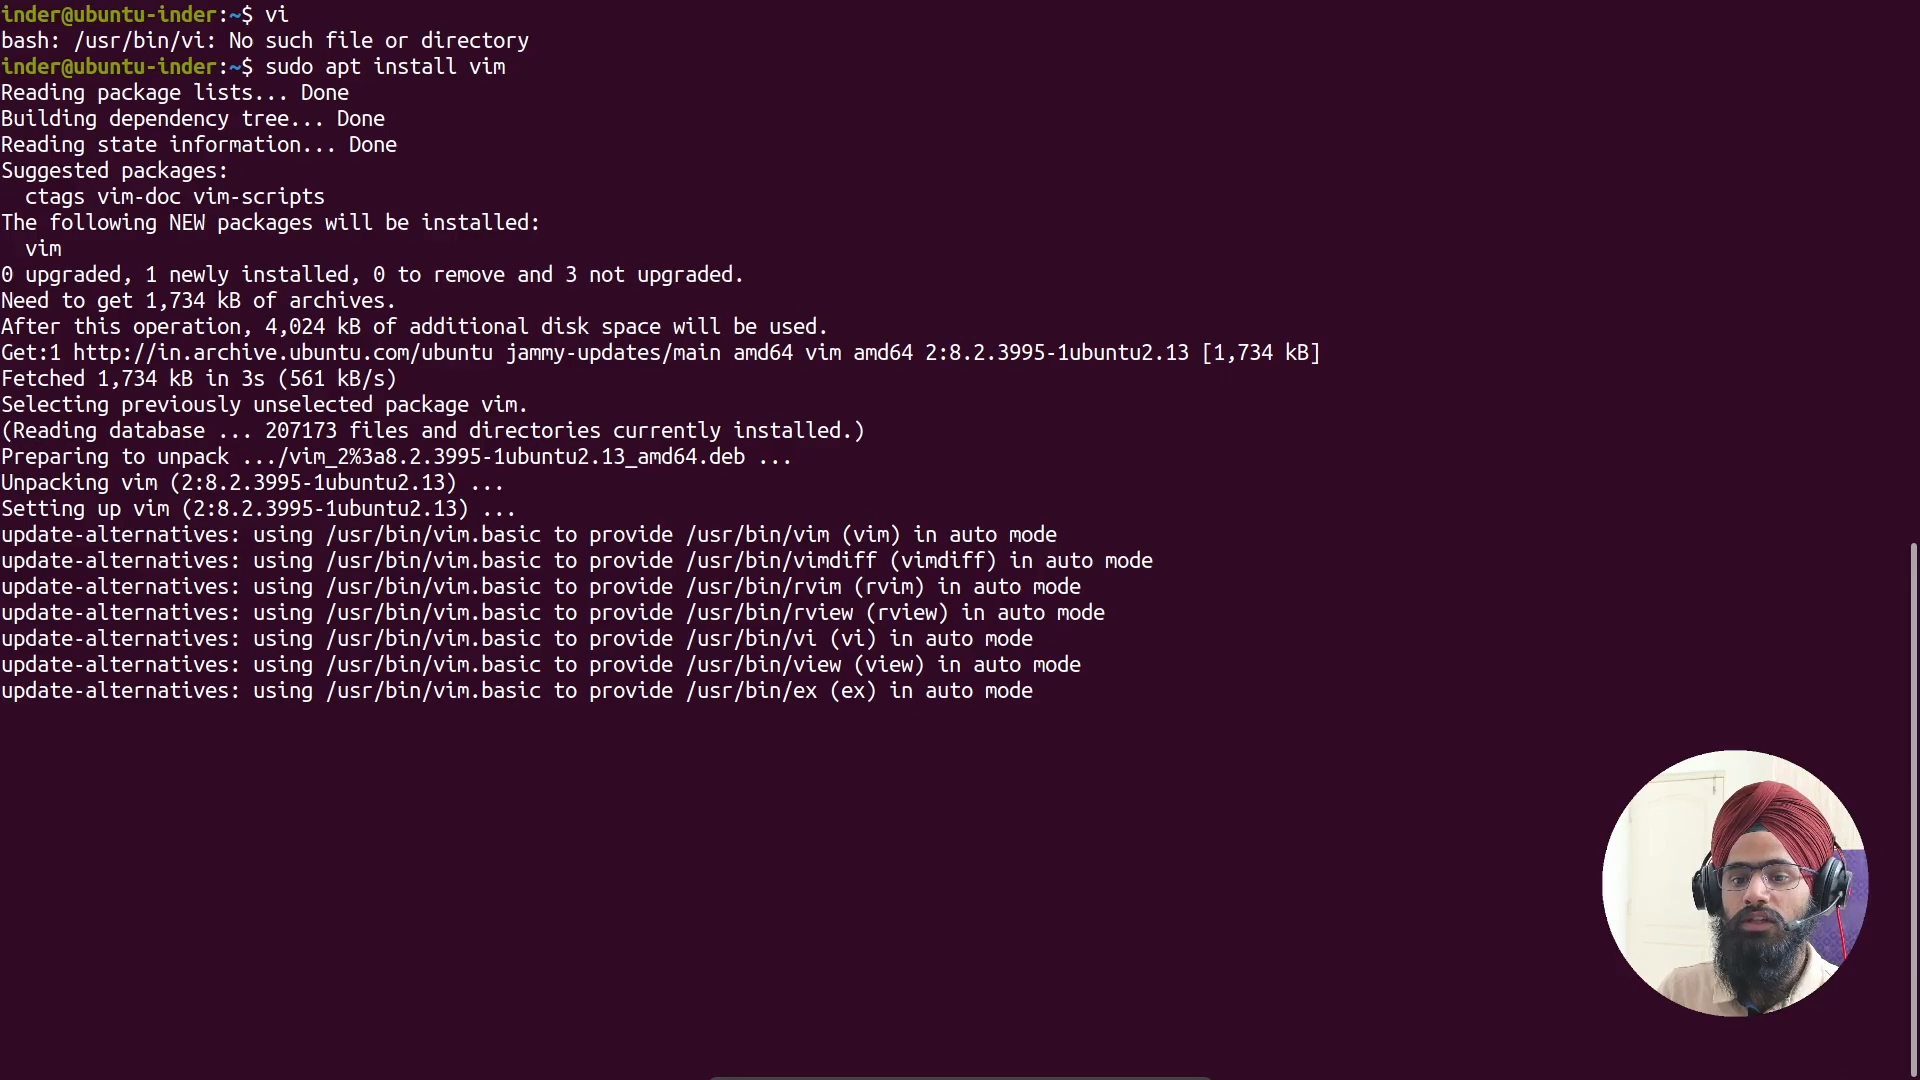 inder@ubuntu-inder:~$ vi
bash: /usr/bin/vi: No such file or directory
inder@ubuntu-inder:~$ sudo apt install vim
Reading package lists... Done
Building dependency tree... Done
Reading state information... Done
Suggested packages:
  ctags vim-doc vim-scripts
The following NEW packages will be installed:
  vim
0 upgraded, 1 newly installed, 0 to remove and 3 not upgraded.
Need to get 1,734 kB of archives.
After this operation, 4,024 kB of additional disk space will be used.
Get:1 http://in.archive.ubuntu.com/ubuntu jammy-updates/main amd64 vim amd64 2:8.2.3995-1ubuntu2.13 [1,734 kB]
Fetched 1,734 kB in 3s (561 kB/s)
Selecting previously unselected package vim.
(Reading database ... 207173 files and directories currently installed.)
Preparing to unpack .../vim_2%3a8.2.3995-1ubuntu2.13_amd64.deb ...
Unpacking vim (2:8.2.3995-1ubuntu2.13) ...
Setting up vim (2:8.2.3995-1ubuntu2.13) ...
update-alternatives: using /usr/bin/vim.basic to provide /usr/bin/vim (vim) in auto mode
update-alternatives: using /usr/bin/vim.basic to provide /usr/bin/vimdiff (vimdiff) in auto mode
update-alternatives: using /usr/bin/vim.basic to provide /usr/bin/rvim (rvim) in auto mode
update-alternatives: using /usr/bin/vim.basic to provide /usr/bin/rview (rview) in auto mode
update-alternatives: using /usr/bin/vim.basic to provide /usr/bin/vi (vi) in auto mode
update-alternatives: using /usr/bin/vim.basic to provide /usr/bin/view (view) in auto mode
update-alternatives: using /usr/bin/vim.basic to provide /usr/bin/ex (ex) in auto mode